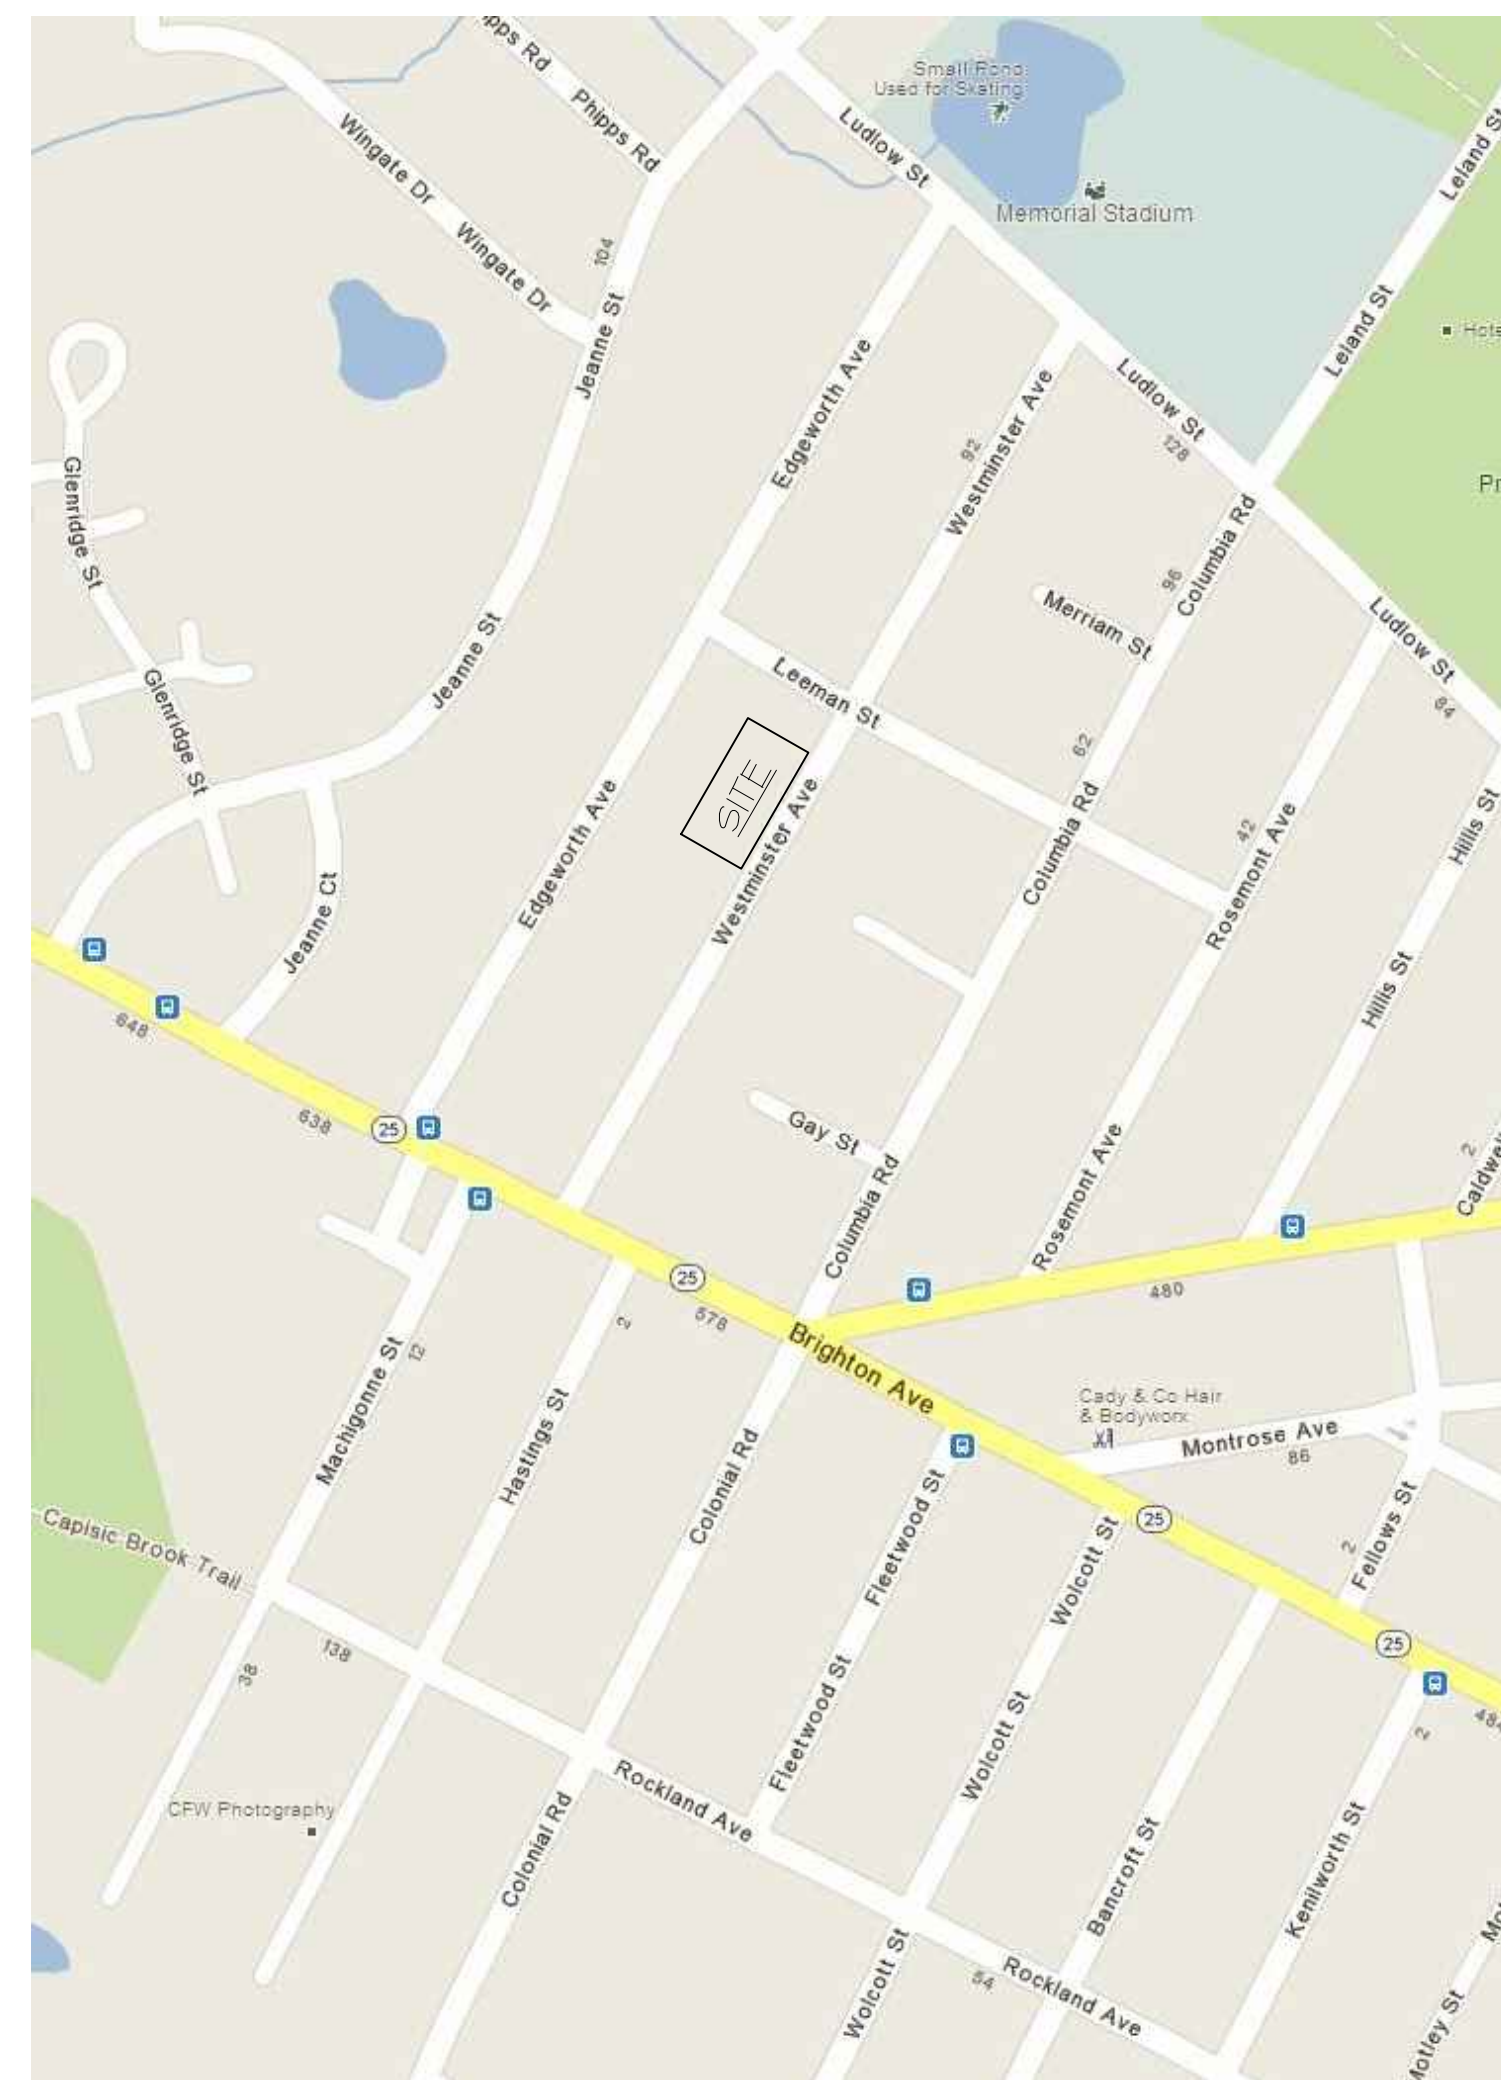 pps Rd
Phipps Rd
Small Pond
Used for Skating
Ludlow St
Leland St
Wingate Dr
Memorial Stadium
Wingate Dr
104
Jeanne St
Leland St
Edgeworth Ave
Westminster Ave
92
Ludlow St
128
Glenridge St
Columbia Rd
96
Merriam St
Ludlow St
84
Jeanne St
Glenridge St
Leeman St
62
SITE
Edgeworth Ave
Westminster Ave
Columbia Rd
42
Rosemont Ave
Hillis St
Jeanne Ct
Hillis St
648
638
25
Gay St
Columbia Rd
Rosemont Ave
2
25
578
2
480
Brighton Ave
Machigonne St
12
Hastings St
Colonial Rd
Cady & Co Hair
& Bodyworx
Montrose Ave
86
Fleetwood St
Wolcott St
25
2
Fellows St
Capisic Brook Trail
138
38
25
Fleetwood St
Wolcott St
2
Rockland Ave
CFW Photography
Colonial Rd
Bancroft St
Kenilworth St
Wolcott St
54
Rockland Ave
Motley St